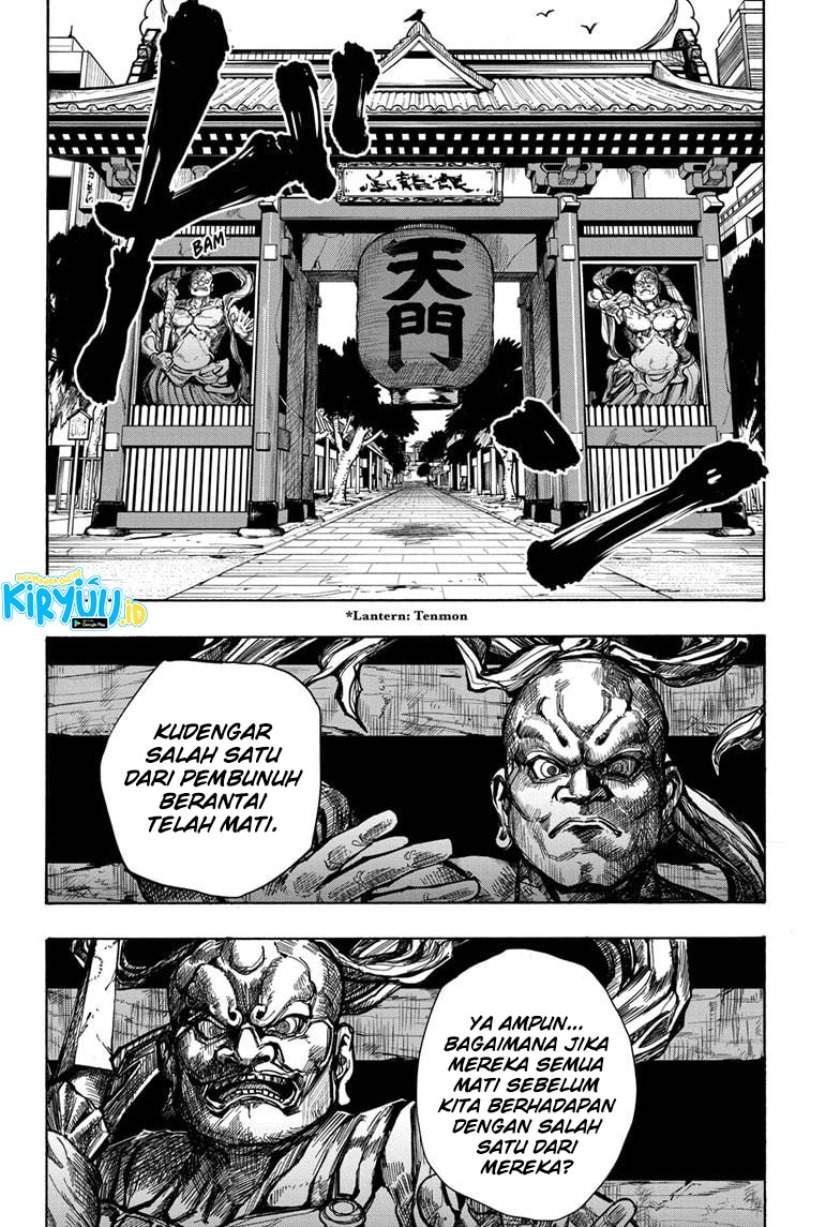 BAM
天
門
KIRYUU.ID
*Lantern: Tenmon
KUDENGAR
SALAH SATU
DARI PEMBUNUH
BERANTAI
TELAH MATI.
YA AMPUN...
BAGAIMANA JIKA
MEREKA SEMUA
MATI SEBELUM
KITA BERHADAPAN
DENGAN SALAH
SATU DARI
MEREKA?